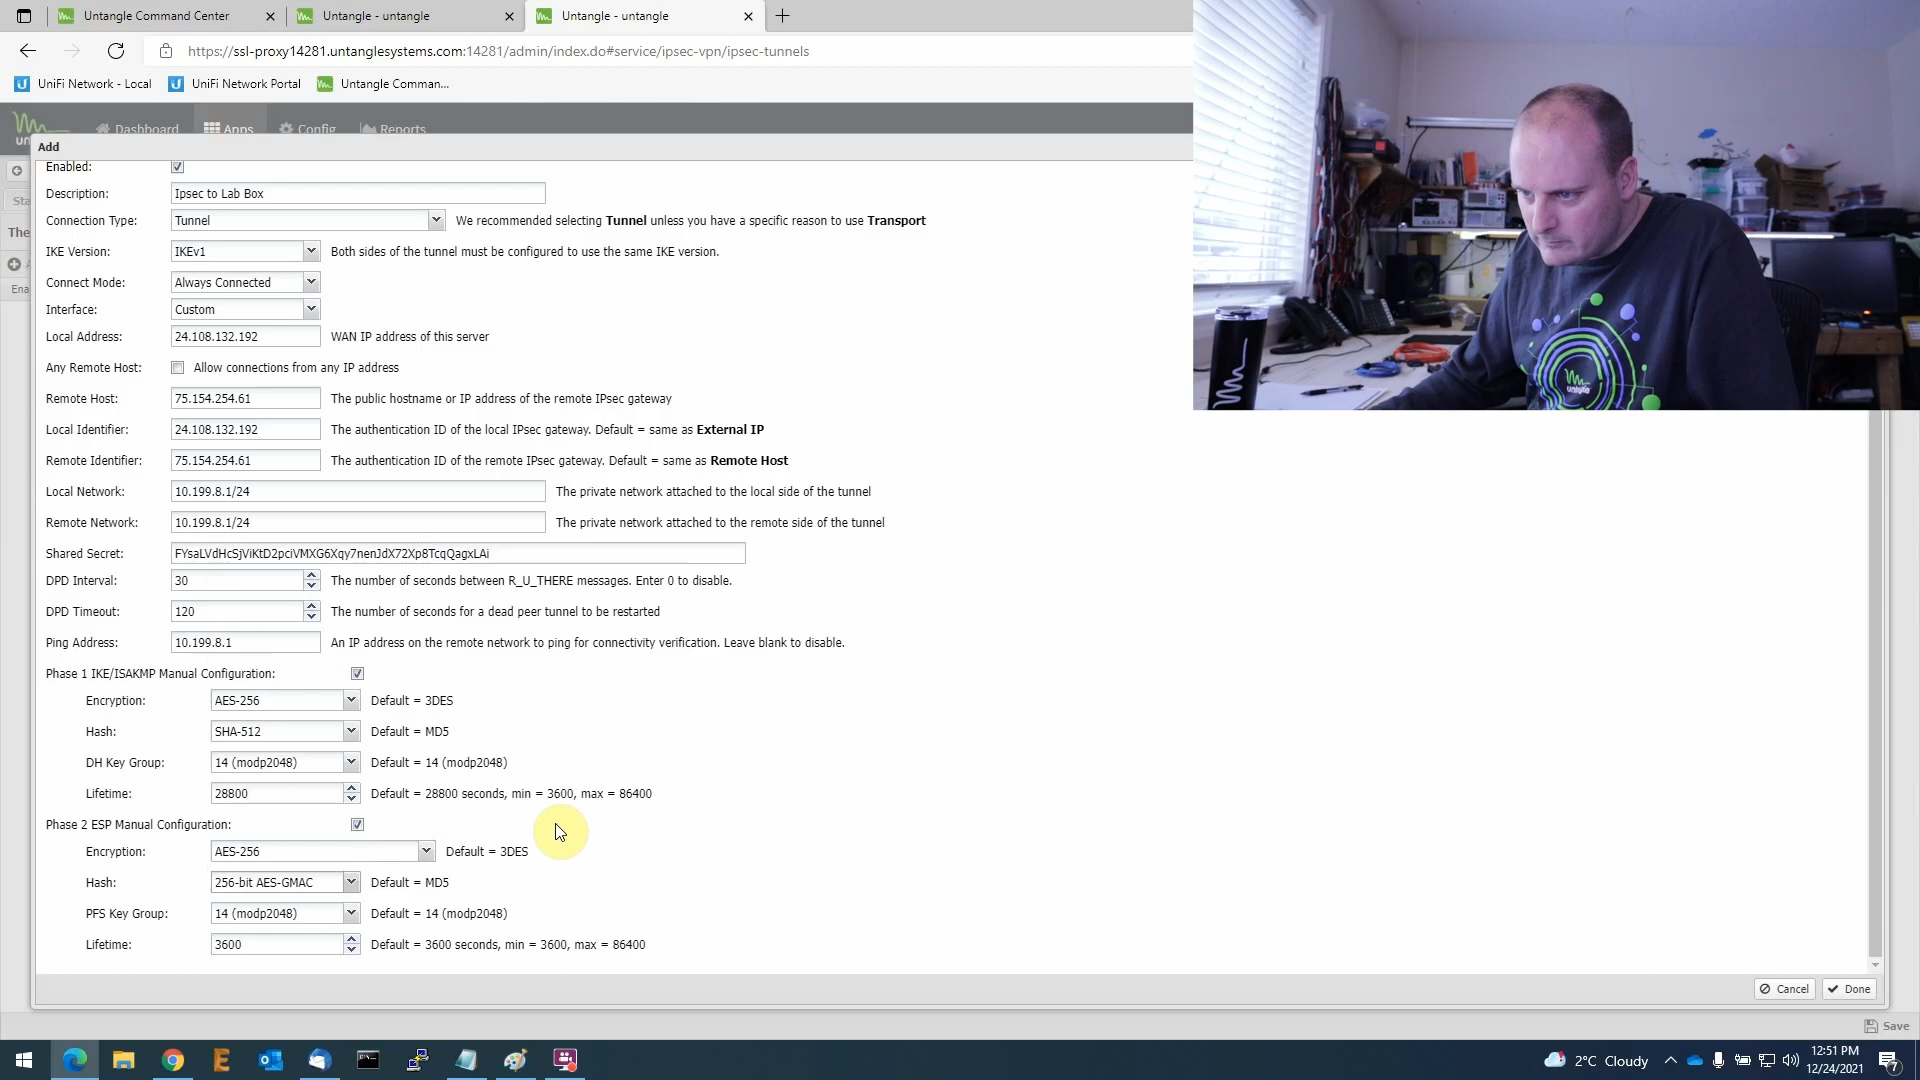 Untangle Command Center
Untangle - untangle
Untangle - untangle
https://ssl-proxy14281.untanglesystems.com:14281/admin/index.do#service/ipsec-vpn/ipsec-tunnels
UniFi Network - Local
UniFi Network Portal
Untangle Comman...
Dashboard
Apps
Config
Reports
Add
Enabled:
Description: Ipsec to Lab Box
Connection Type: Tunnel We recommended selecting Tunnel unless you have a specific reason to use Transport
IKE Version: IKEv1 Both sides of the tunnel must be configured to use the same IKE version.
Connect Mode: Always Connected
Interface: Custom
Local Address: 24.108.132.192 WAN IP address of this server
Any Remote Host: Allow connections from any IP address
Remote Host: 75.154.254.61 The public hostname or IP address of the remote IPsec gateway
Local Identifier: 24.108.132.192 The authentication ID of the local IPsec gateway. Default = same as External IP
Remote Identifier: 75.154.254.61 The authentication ID of the remote IPsec gateway. Default = same as Remote Host
Local Network: 10.199.8.1/24 The private network attached to the local side of the tunnel
Remote Network: 10.199.8.1/24 The private network attached to the remote side of the tunnel
Shared Secret: FYsaLVdHcSjViKtD2pciVMXG6Xqy7nenJdX72Xp8TcqQagxLAi
DPD Interval: 30 The number of seconds between R_U_THERE messages. Enter 0 to disable.
DPD Timeout: 120 The number of seconds for a dead peer tunnel to be restarted
Ping Address: 10.199.8.1 An IP address on the remote network to ping for connectivity verification. Leave blank to disable.
Phase 1 IKE/ISAKMP Manual Configuration:
Encryption: AES-256 Default = 3DES
Hash: SHA-512 Default = MD5
DH Key Group: 14 (modp2048) Default = 14 (modp2048)
Lifetime: 28800 Default = 28800 seconds, min = 3600, max = 86400
Phase 2 ESP Manual Configuration:
Encryption: AES-256 Default = 3DES
Hash: 256-bit AES-GMAC Default = MD5
PFS Key Group: 14 (modp2048) Default = 14 (modp2048)
Lifetime: 3600 Default = 3600 seconds, min = 3600, max = 86400
Cancel
Done
Save
2°C Cloudy
12:51 PM
12/24/2021
7
Sta
The
Ena
untangle